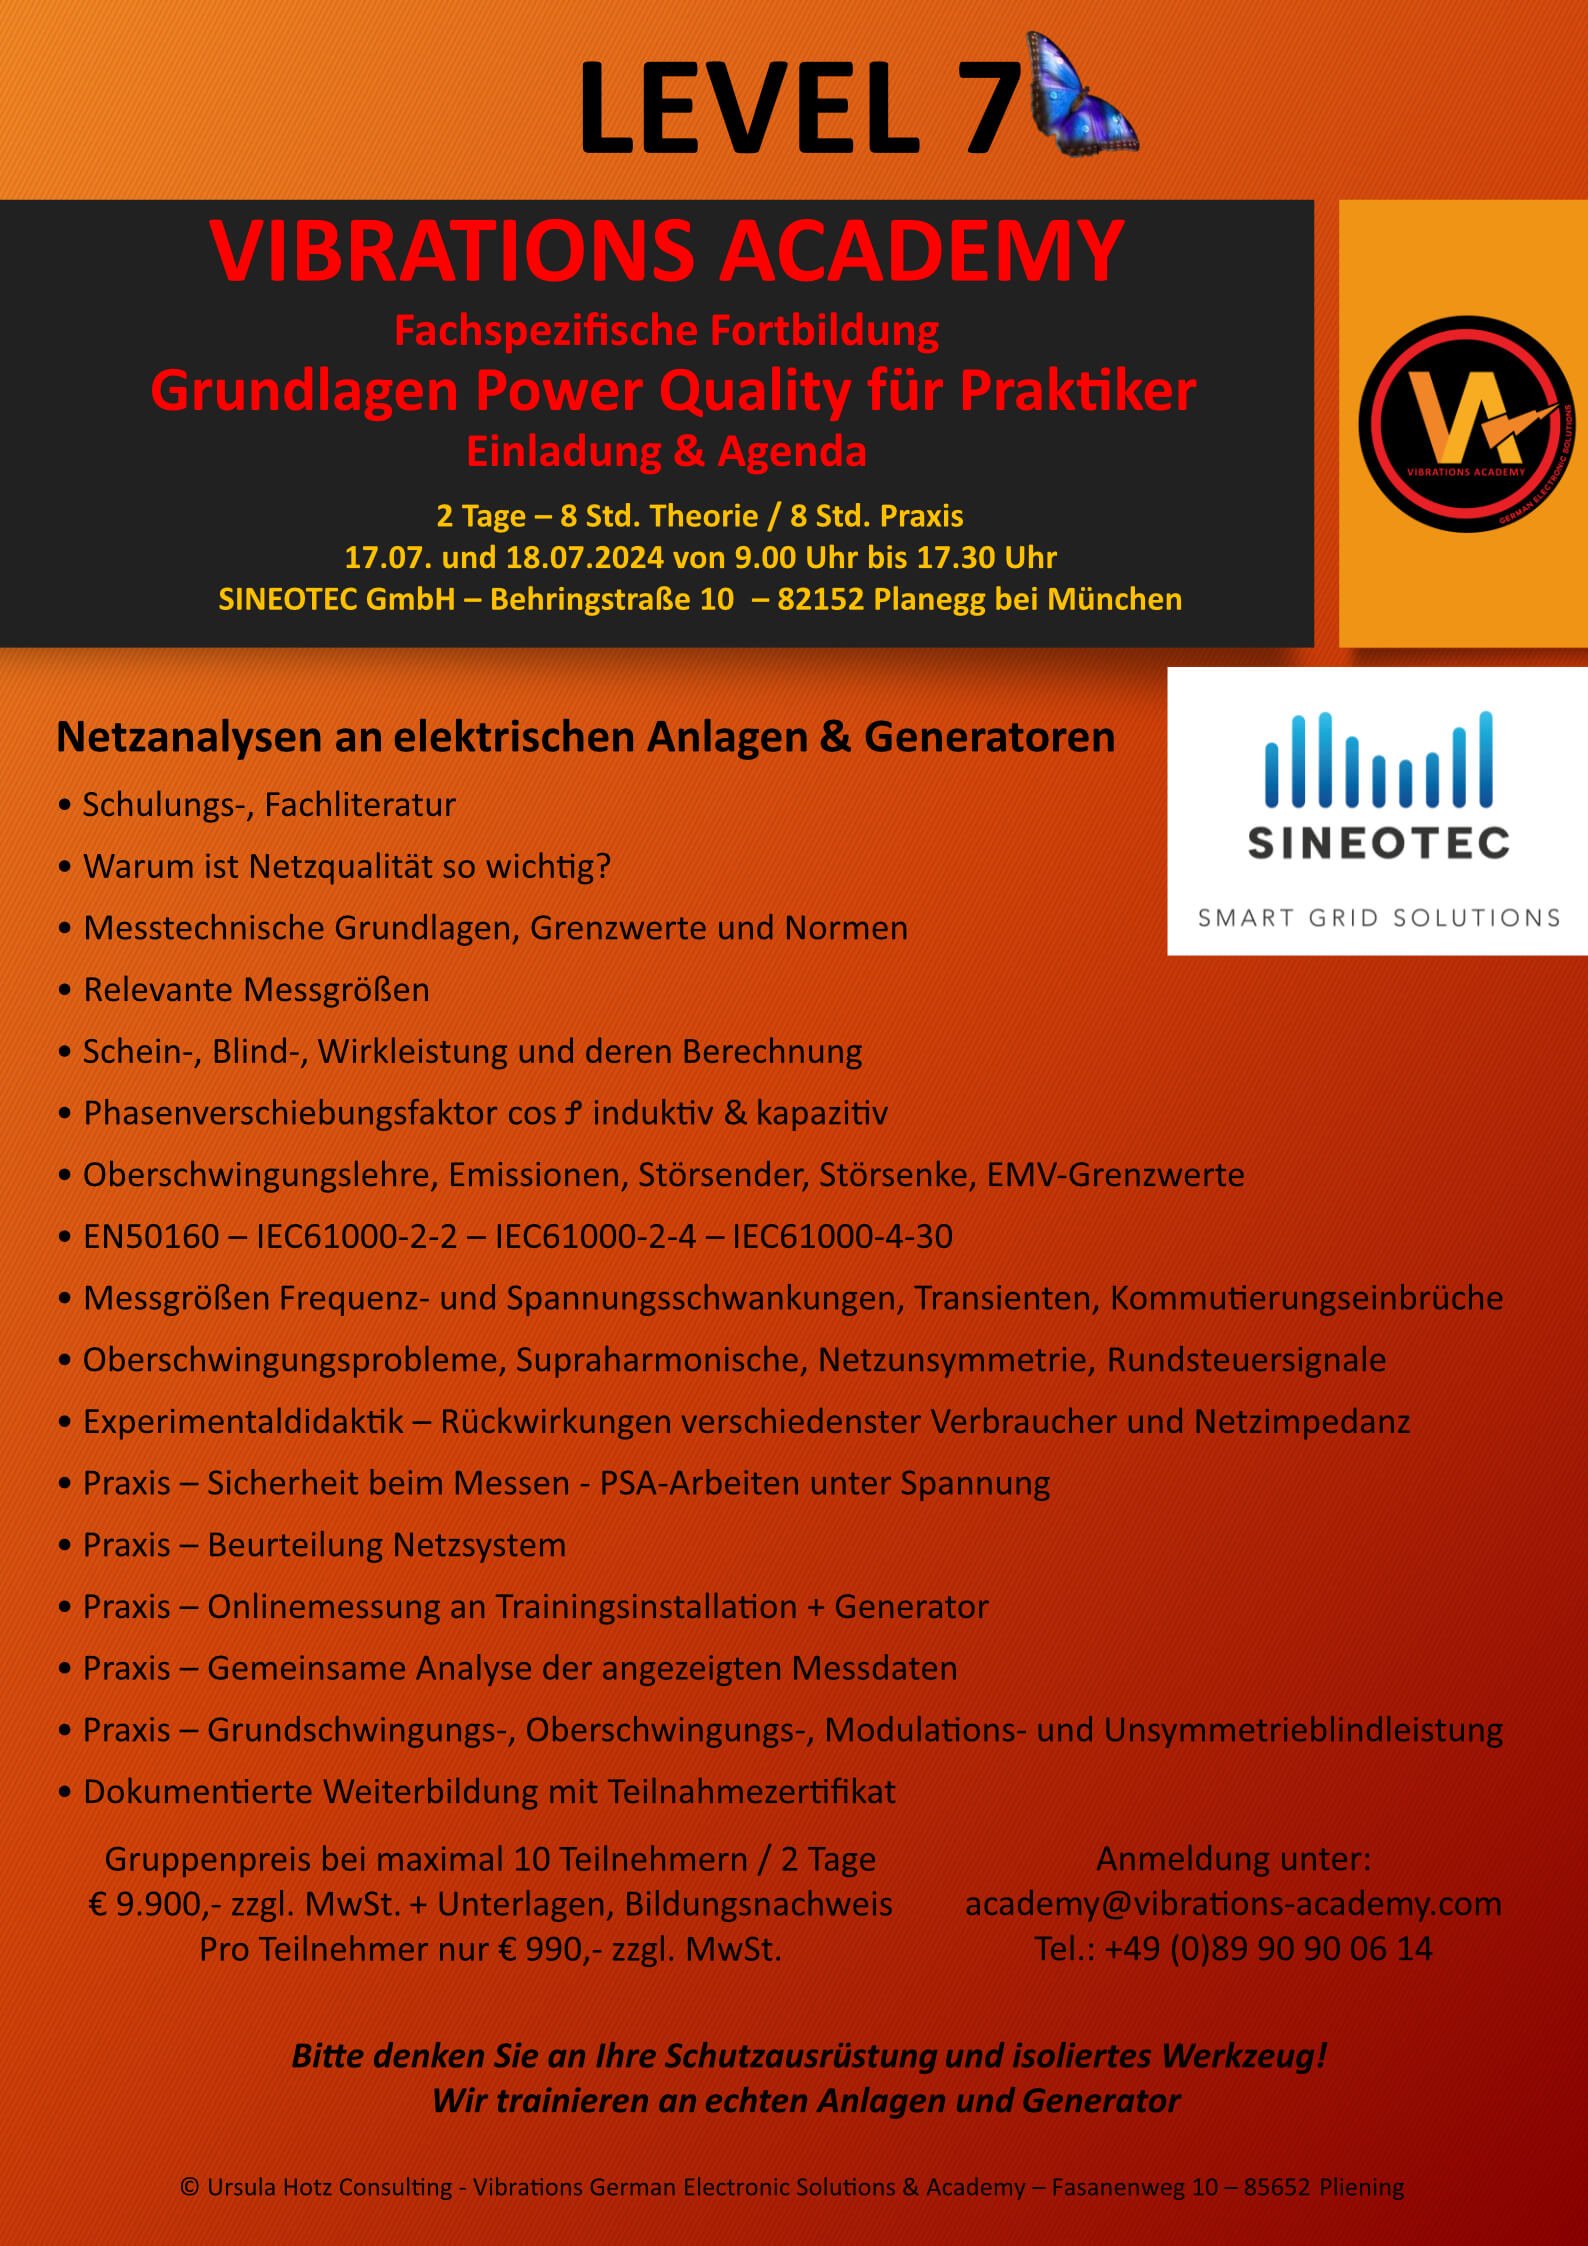 LEVEL 7
VIBRATIONS ACADEMY
Fachspezifische Fortbildung
Grundlagen Power Quality für Praktiker
Einladung & Agenda
2 Tage – 8 Std. Theorie / 8 Std. Praxis
17.07. und 18.07.2024 von 9.00 Uhr bis 17.30 Uhr
SINEOTEC GmbH – Behringstraße 10 – 82152 Planegg bei München
VA
VIBRATIONS ACADEMY
GERMAN ELECTRONIC SOLUTIONS
SINEOTEC
SMART GRID SOLUTIONS
Netzanalysen an elektrischen Anlagen & Generatoren
• Schulungs-, Fachliteratur
• Warum ist Netzqualität so wichtig?
• Messtechnische Grundlagen, Grenzwerte und Normen
• Relevante Messgrößen
• Schein-, Blind-, Wirkleistung und deren Berechnung
• Phasenverschiebungsfaktor cos ꭍ induktiv & kapazitiv
• Oberschwingungslehre, Emissionen, Störsender, Störsenke, EMV-Grenzwerte
• EN50160 – IEC61000-2-2 – IEC61000-2-4 – IEC61000-4-30
• Messgrößen Frequenz- und Spannungsschwankungen, Transienten, Kommutierungseinbrüche
• Oberschwingungsprobleme, Supraharmonische, Netzunsymmetrie, Rundsteuersignale
• Experimentaldidaktik – Rückwirkungen verschiedenster Verbraucher und Netzimpedanz
• Praxis – Sicherheit beim Messen - PSA-Arbeiten unter Spannung
• Praxis – Beurteilung Netzsystem
• Praxis – Onlinemessung an Trainingsinstallation + Generator
• Praxis – Gemeinsame Analyse der angezeigten Messdaten
• Praxis – Grundschwingungs-, Oberschwingungs-, Modulations- und Unsymmetrieblindleistung
• Dokumentierte Weiterbildung mit Teilnahmezertifikat
Gruppenpreis bei maximal 10 Teilnehmern / 2 Tage
€ 9.900,- zzgl. MwSt. + Unterlagen, Bildungsnachweis
Pro Teilnehmer nur € 990,- zzgl. MwSt.
Anmeldung unter:
academy@vibrations-academy.com
Tel.: +49 (0)89 90 90 06 14
Bitte denken Sie an Ihre Schutzausrüstung und isoliertes Werkzeug!
Wir trainieren an echten Anlagen und Generator
© Ursula Hotz Consulting - Vibrations German Electronic Solutions & Academy – Fasanenweg 10 – 85652 Pliening